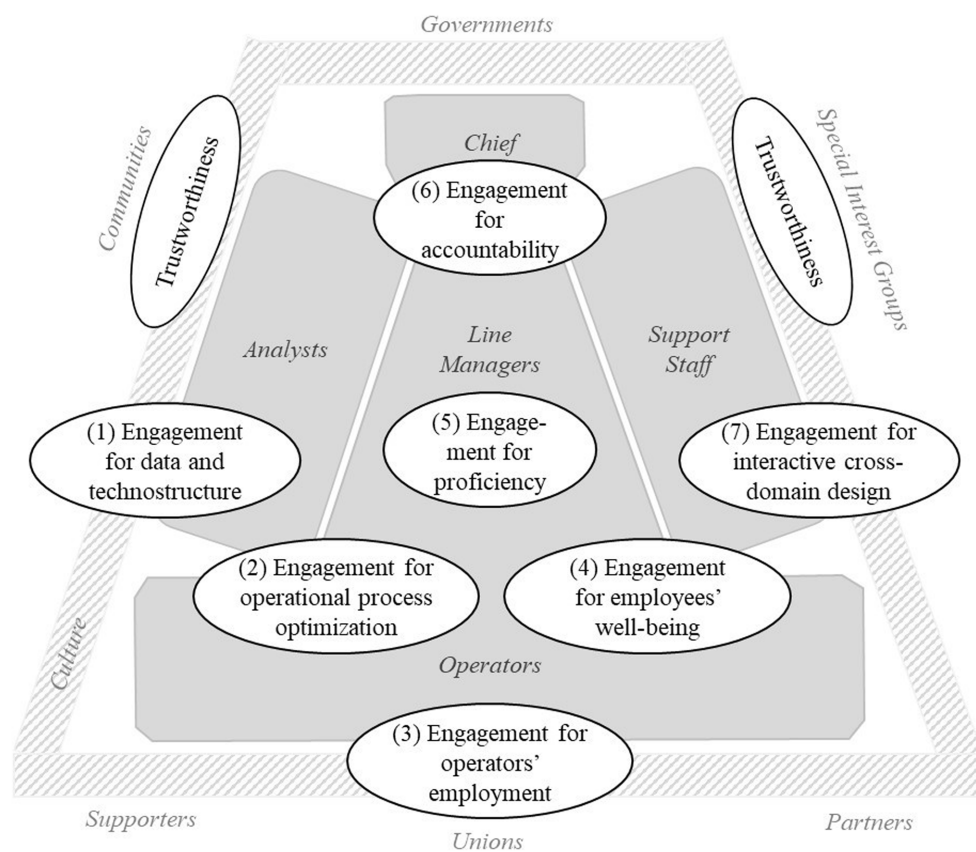 Governments
Communities
Trustworthiness
Chief
(6) Engagement
for
accountability
Trustworthiness
Special Interest Groups
Analysts
Line
Managers
Support
Staff
(1) Engagement
for data and
technostructure
(5) Engage-
ment for
proficiency
(7) Engagement for
interactive cross-
domain design
(2) Engagement for
operational process
optimization
(4) Engagement
for employees’
well-being
Culture
Operators
(3) Engagement for
operators’
employment
Supporters
Unions
Partners